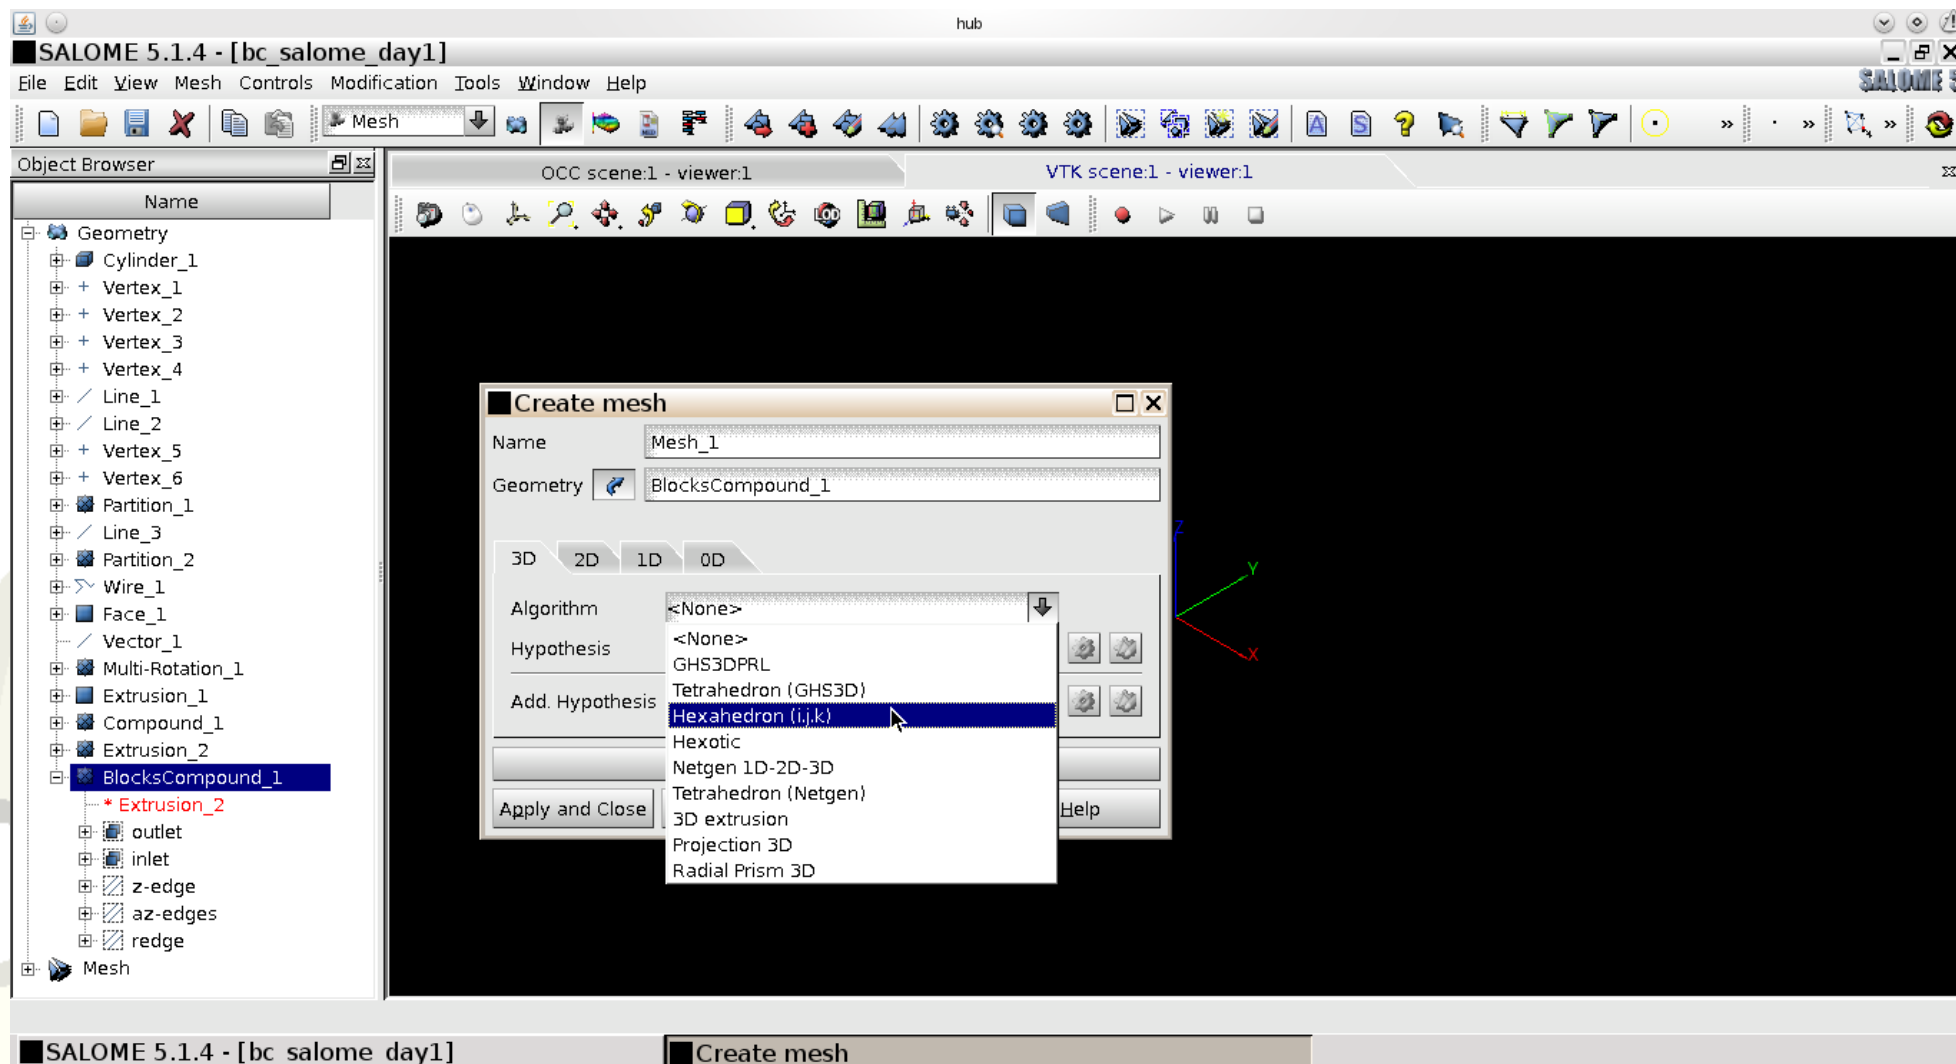 hub
SALOME 5.1.4 - [bc_salome_day1]
File Edit View Mesh Controls Modification Tools Window Help
SALOME 5
Mesh
Object Browser
OCC scene:1 - viewer:1
VTK scene:1 - viewer:1
Name
Geometry
Cylinder_1
Vertex_1
Vertex_2
Vertex_3
Vertex_4
Line_1
Line_2
Vertex_5
Vertex_6
Partition_1
Line_3
Partition_2
Wire_1
Face_1
Vector_1
Multi-Rotation_1
Extrusion_1
Compound_1
Extrusion_2
BlocksCompound_1
* Extrusion_2
outlet
inlet
z-edge
az-edges
redge
Mesh
Create mesh
Name Mesh_1
Geometry BlocksCompound_1
3D 2D 1D 0D
Algorithm <None>
Hypothesis
Add. Hypothesis
<None>
GHS3DPRL
Tetrahedron (GHS3D)
Hexahedron (i,j,k)
Hexotic
Netgen 1D-2D-3D
Tetrahedron (Netgen)
3D extrusion
Projection 3D
Radial Prism 3D
Apply and Close
Help
Z
Y
X
SALOME 5.1.4 - [bc_salome_day1]
Create mesh